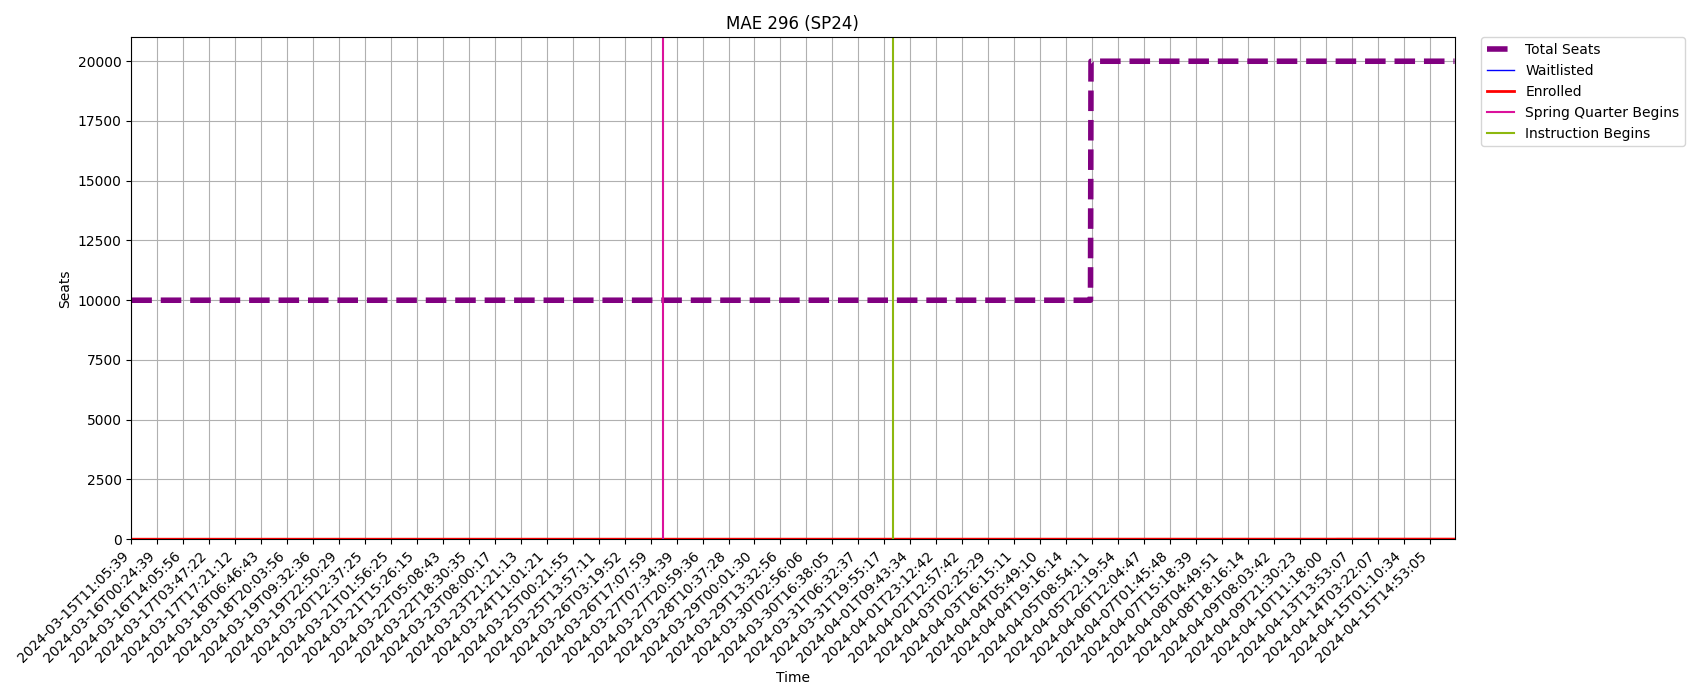 MAE 296 (SP24)
Total Seats
Waitlisted
Enrolled
Spring Quarter Begins
Instruction Begins
Seats
20000
17500
15000
12500
10000
7500
5000
2500
0
2024-03-15T11:05:39
2024-03-16T00:24:39
2024-03-16T14:05:56
2024-03-17T03:47:22
2024-03-17T17:21:12
2024-03-18T06:46:43
2024-03-18T20:03:56
2024-03-19T09:32:36
2024-03-19T22:50:29
2024-03-20T12:37:25
2024-03-21T01:56:25
2024-03-21T15:26:15
2024-03-22T05:08:43
2024-03-22T18:30:35
2024-03-23T08:00:17
2024-03-23T21:21:13
2024-03-24T11:01:21
2024-03-25T00:21:55
2024-03-25T13:57:11
2024-03-26T03:19:52
2024-03-26T17:07:59
2024-03-27T07:34:39
2024-03-27T20:59:36
2024-03-28T10:37:28
2024-03-29T00:01:30
2024-03-29T13:32:56
2024-03-30T02:56:06
2024-03-30T16:38:05
2024-03-31T06:32:37
2024-03-31T19:55:17
2024-04-01T09:43:34
2024-04-01T23:12:42
2024-04-02T12:57:42
2024-04-03T02:25:29
2024-04-03T16:15:11
2024-04-04T05:49:10
2024-04-04T19:16:14
2024-04-05T08:54:11
2024-04-05T22:19:54
2024-04-06T12:04:47
2024-04-07T01:45:48
2024-04-07T15:18:39
2024-04-08T04:49:51
2024-04-08T18:16:14
2024-04-09T08:03:42
2024-04-09T21:30:23
2024-04-10T11:18:00
2024-04-13T13:53:07
2024-04-14T03:22:07
2024-04-15T01:10:34
2024-04-15T14:53:05
Time